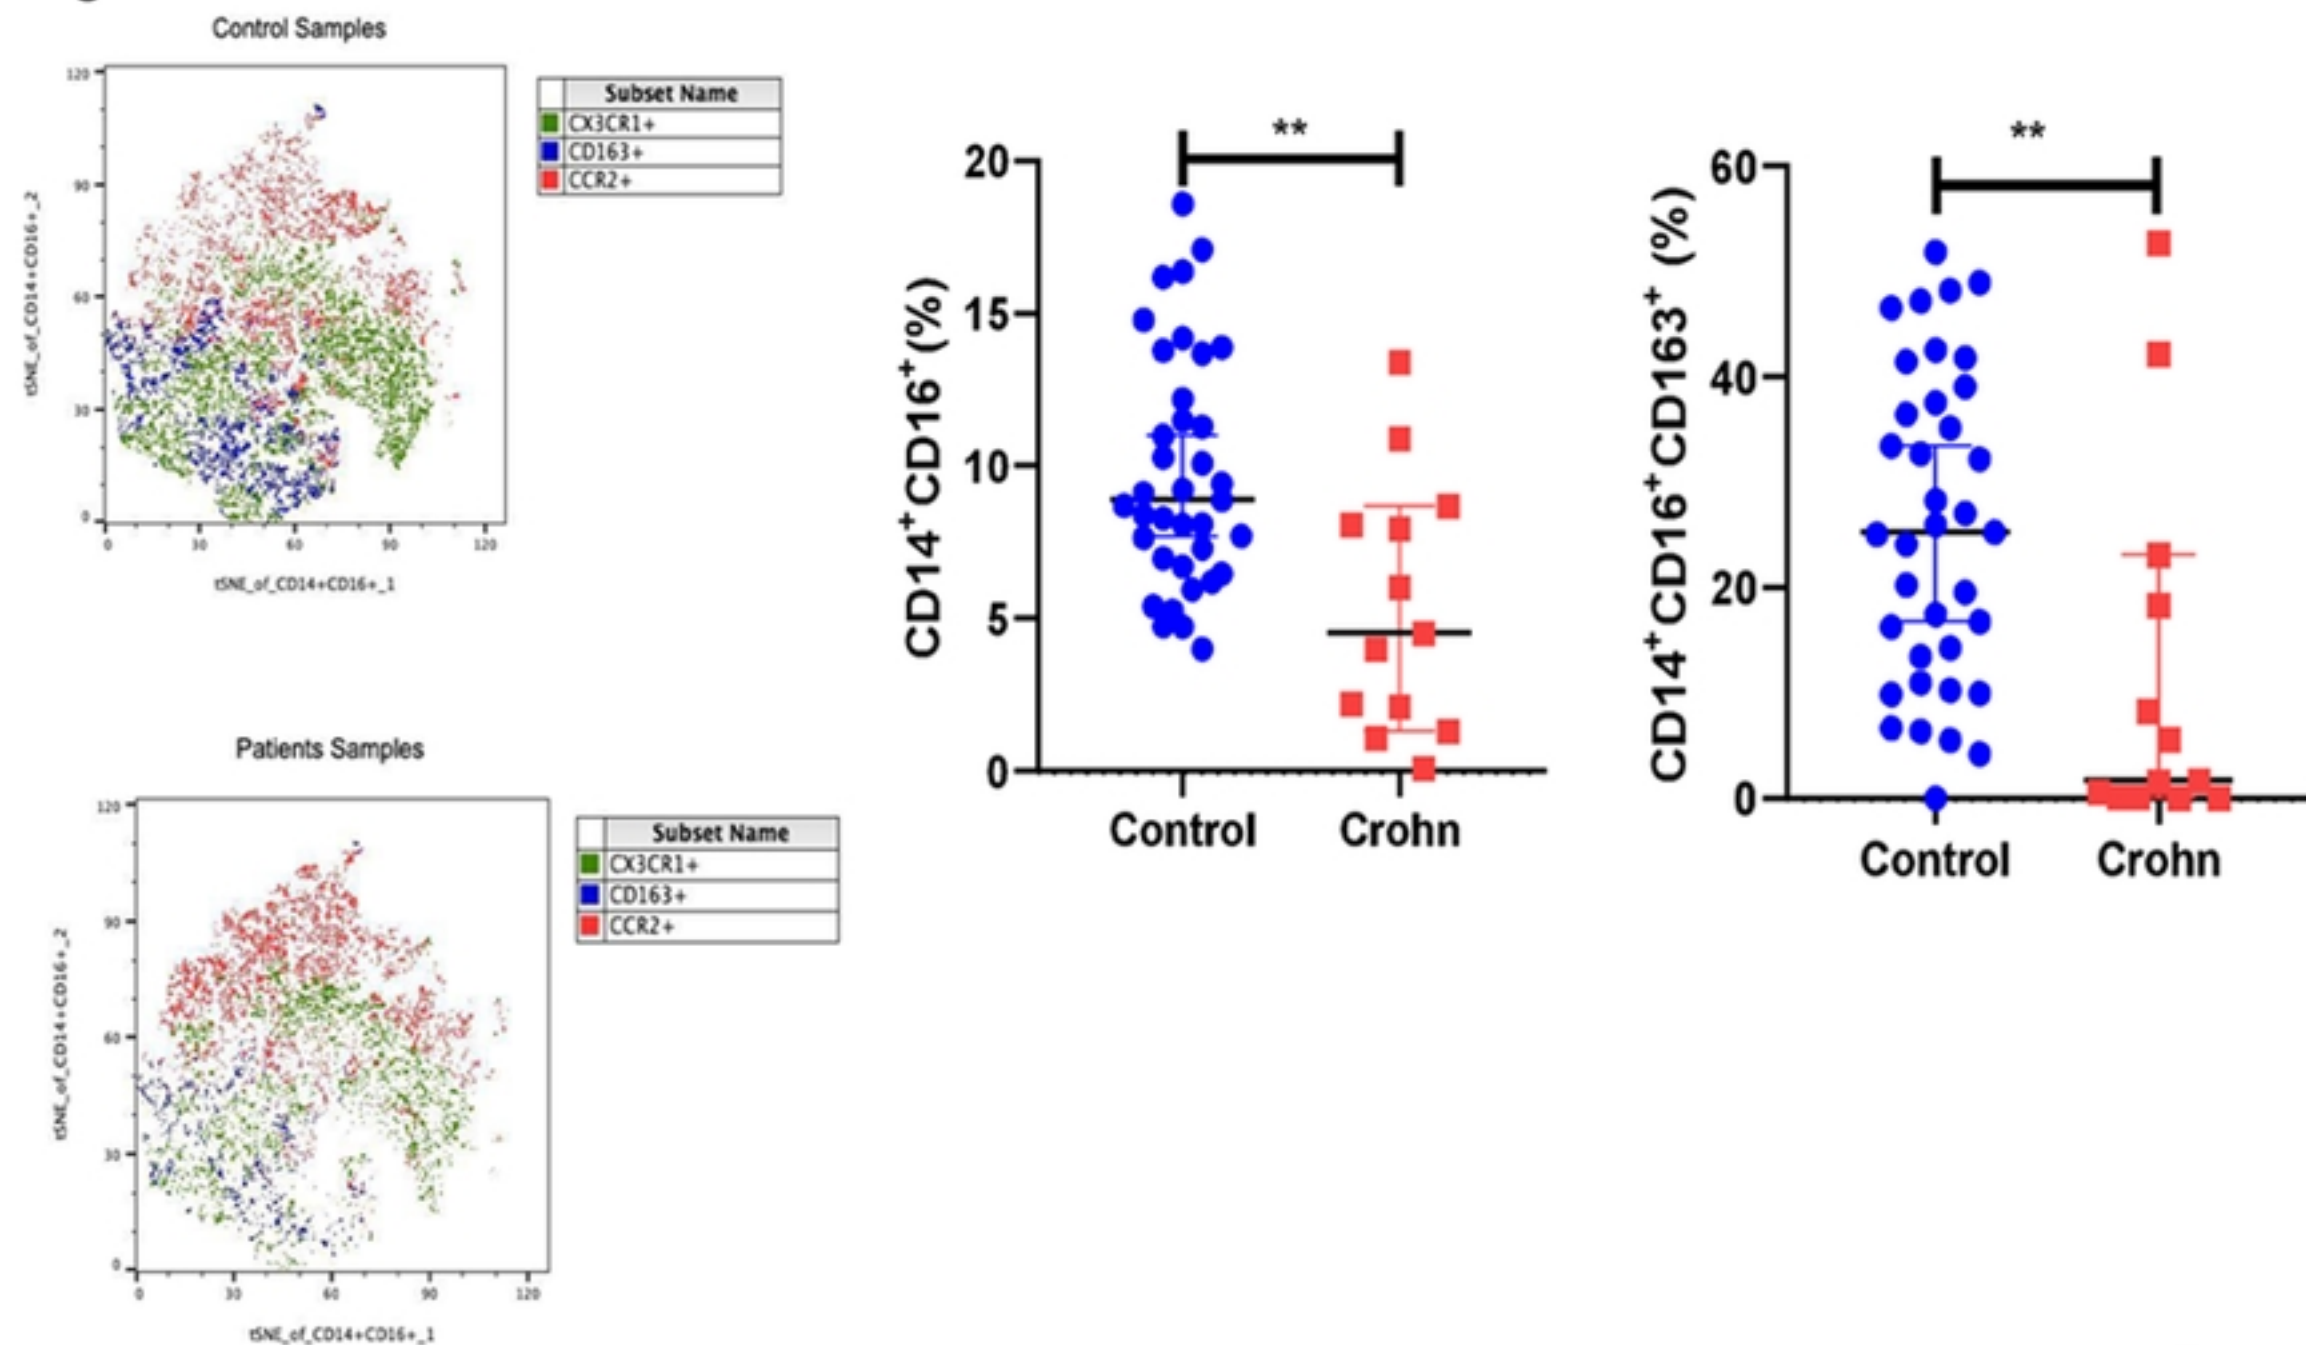 Control Samples
120
90
60
30
0
0 30 60 90 120
tSNE_of_CD14+CD16+_2
tSNE_of_CD14+CD16+_1
Subset Name
CX3CR1+
CD163+
CCR2+
Patients Samples
120
90
60
30
0
0 30 60 90 120
tSNE_of_CD14+CD16+_2
tSNE_of_CD14+CD16+_1
Subset Name
CX3CR1+
CD163+
CCR2+
**
20
15
10
5
0
CD14+CD16+(%)
Control Crohn
**
60
40
20
0
CD14+CD16+CD163+ (%)
Control Crohn